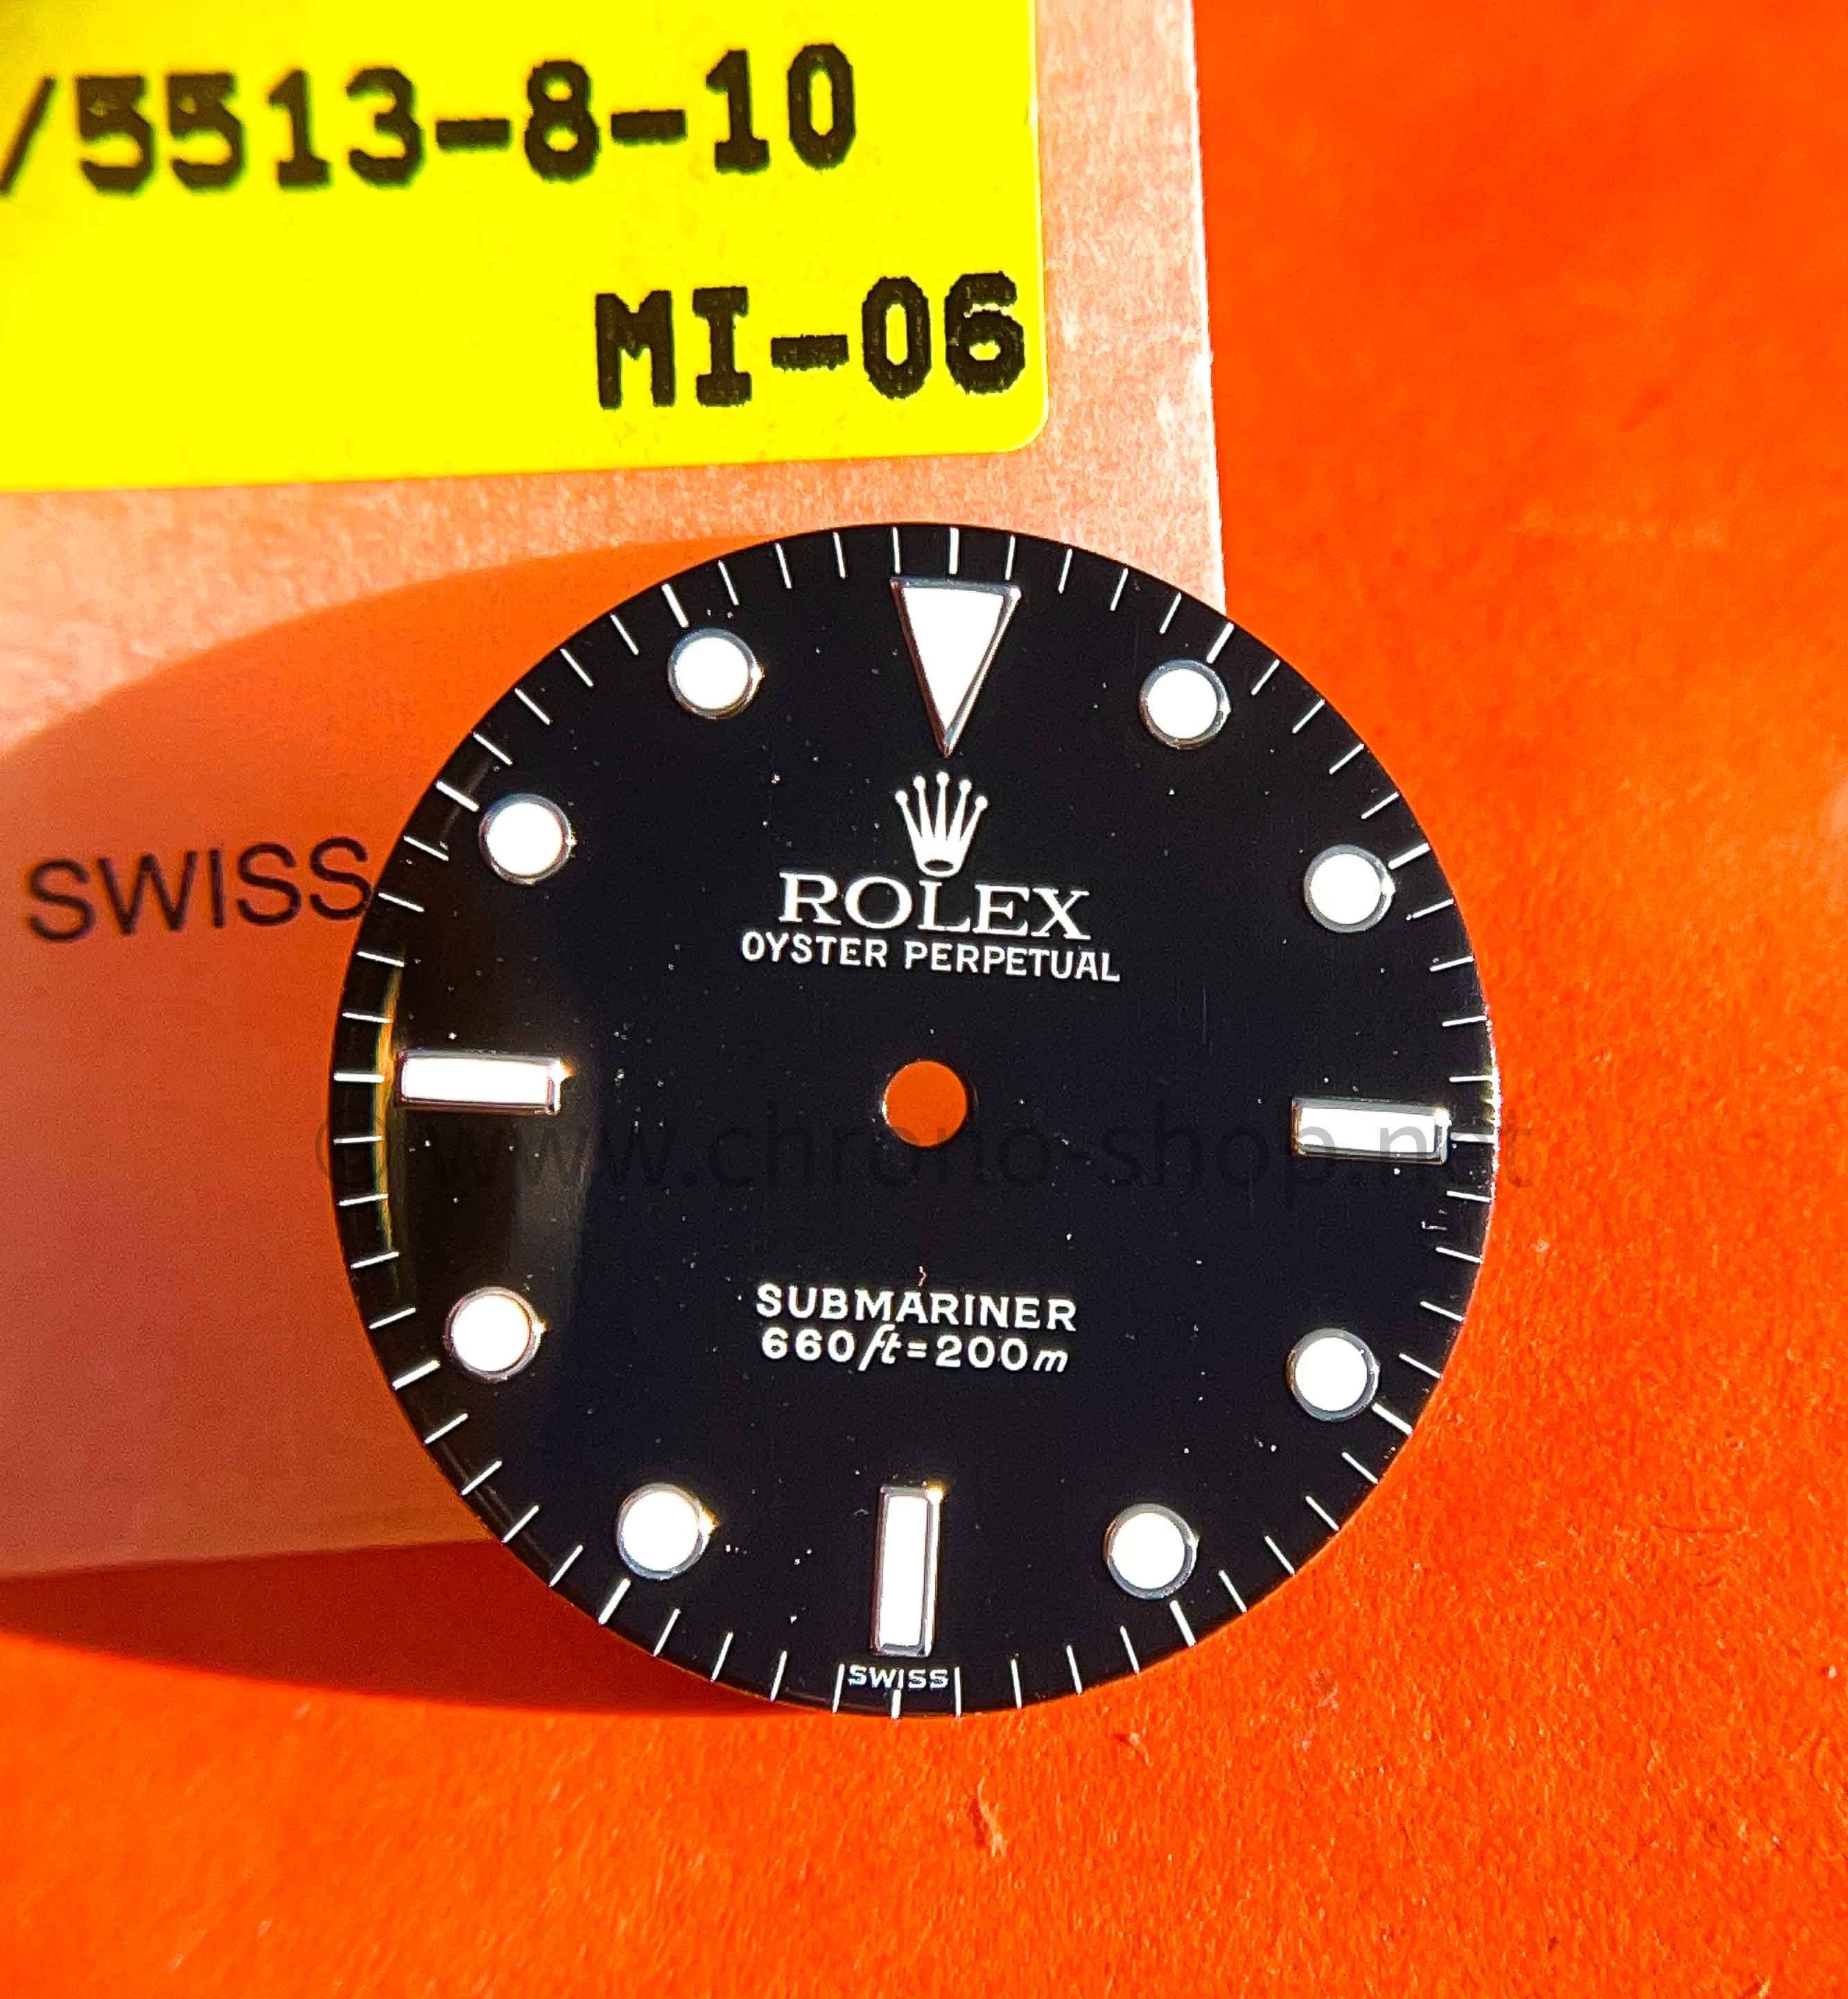 /5513-8-10
MI-06
SWISS
ROLEX
OYSTER PERPETUAL
©www.chrono-shop.net
SUBMARINER
660ft=200m
SWISS